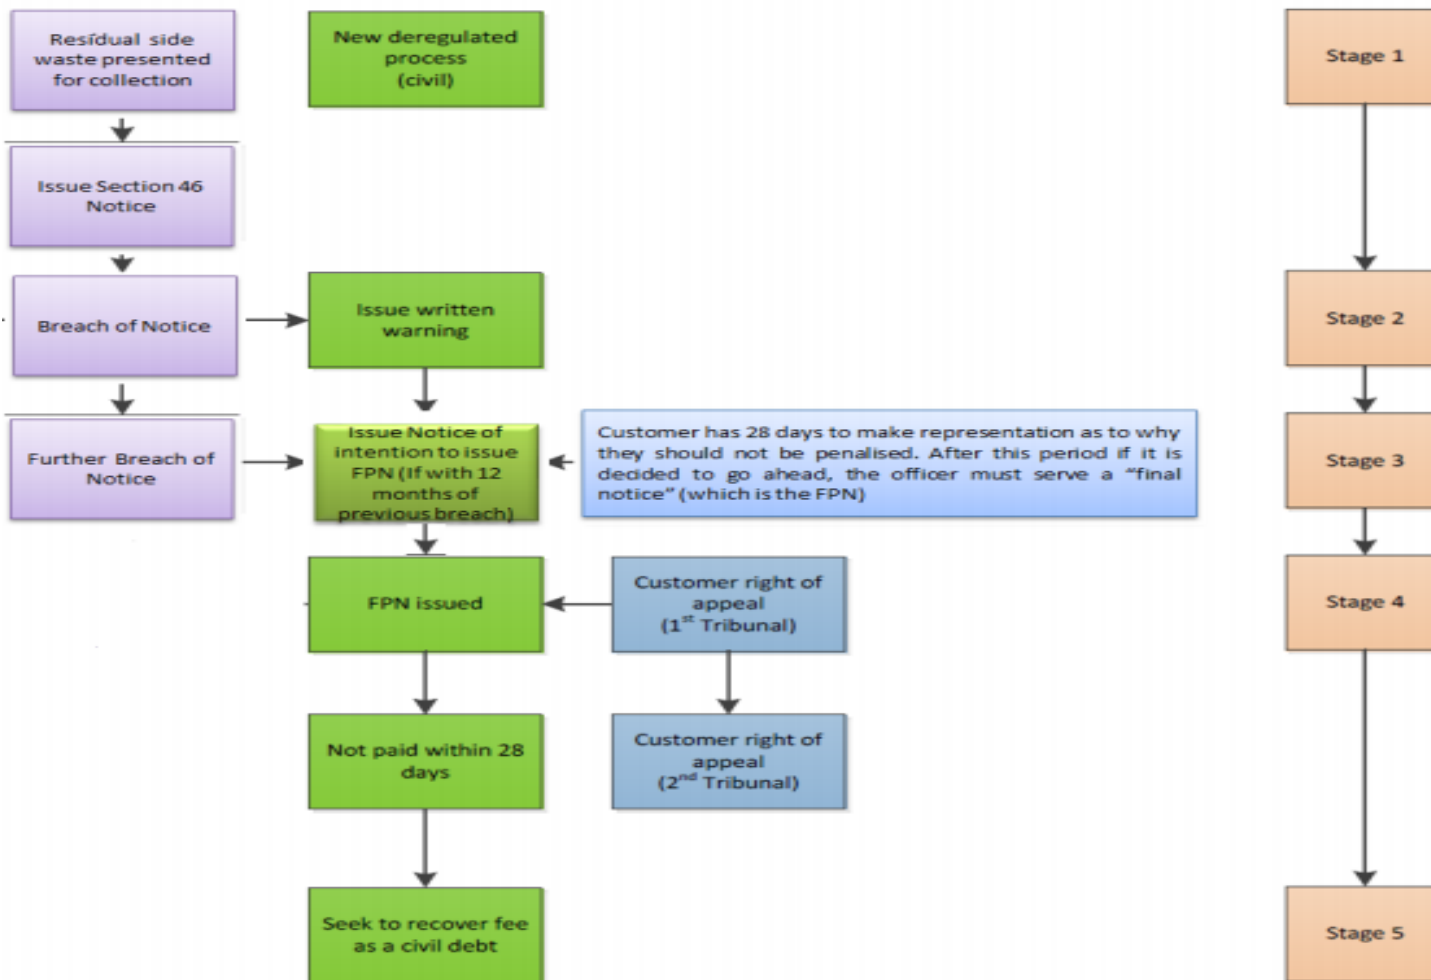 Residual side
waste presented
for collection
New deregulated
process
(civil)
Stage 1
Issue Section 46
Notice
Breach of Notice
Issue written
warning
Stage 2
Further Breach of
Notice
Issue Notice of
intention to issue
FPN (If with 12
months of
previous breach)
Customer has 28 days to make representation as to why
they should not be penalised. After this period if it is
decided to go ahead, the officer must serve a "final
notice" (which is the FPN)
Stage 3
FPN issued
Customer right of
appeal
(1st Tribunal)
Stage 4
Not paid within 28
days
Customer right of
appeal
(2nd Tribunal)
Seek to recover fee
as a civil debt
Stage 5